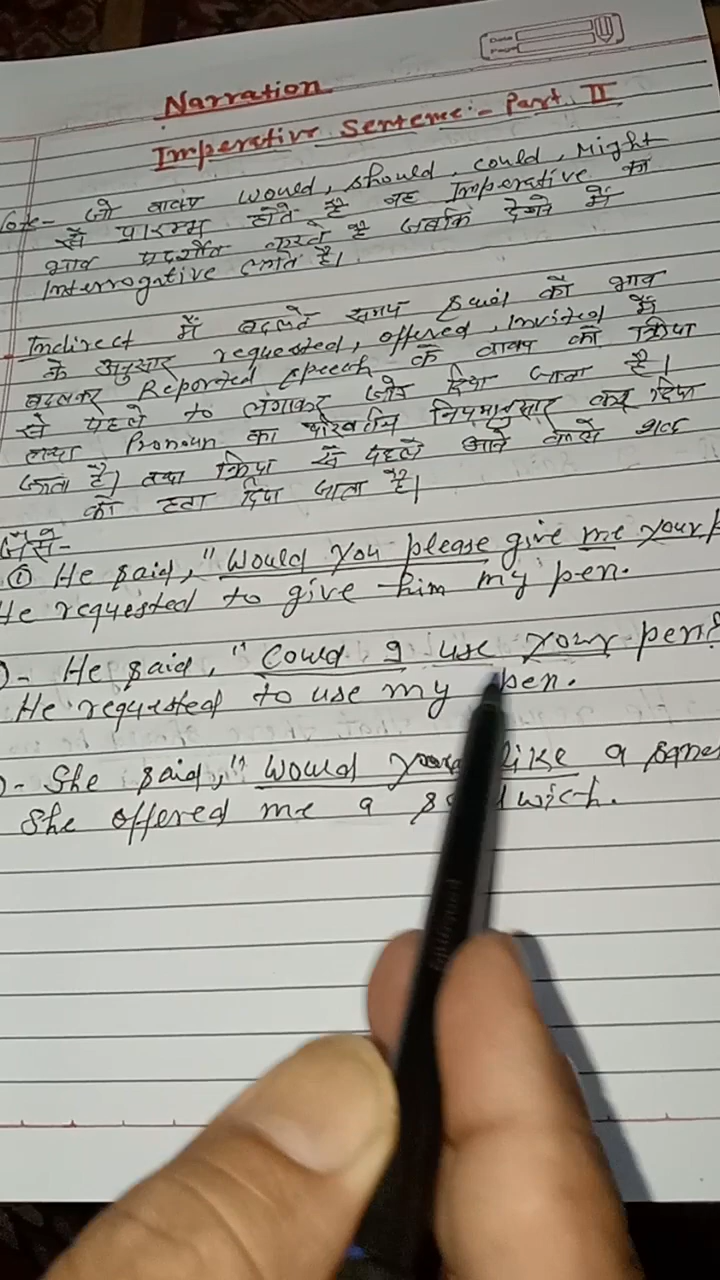 Date
Page
Narration
Imperative Sentence:- Part II
जो वाक्य would, should, could, Might
से प्रारम्भ होते है वह Imperative का
भाव प्रदर्शित करते है जबकि देखने में
Interrogative लगते है।
Indirect में बदलते समय said को भाव
के अनुसार requested, offered, invited में
बदलकर Reported speech के वाक्य की क्रिया
से पहले to लगाकर जोड़ दिया जाता है।
तथा Pronoun का परिवर्तन नियमानुसार कर दिया
जाता है। तथा क्रिया से पहले आने वाले शब्द
को हटा दिया जाता है।
जैसे-
① He said, "Would you please give me your
He requested to give him my pen.
- He said, "Could I use your pen?
He requested to use my pen.
- She said, "Would you like a
She offered me a